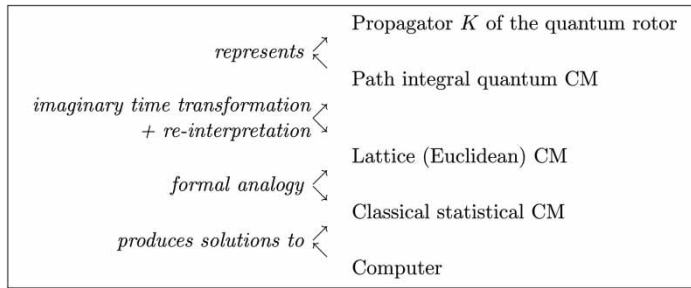 Propagator K of the quantum rotor
represents
Path integral quantum CM
imaginary time transformation
+ re-interpretation
Lattice (Euclidean) CM
formal analogy
Classical statistical CM
produces solutions to
Computer